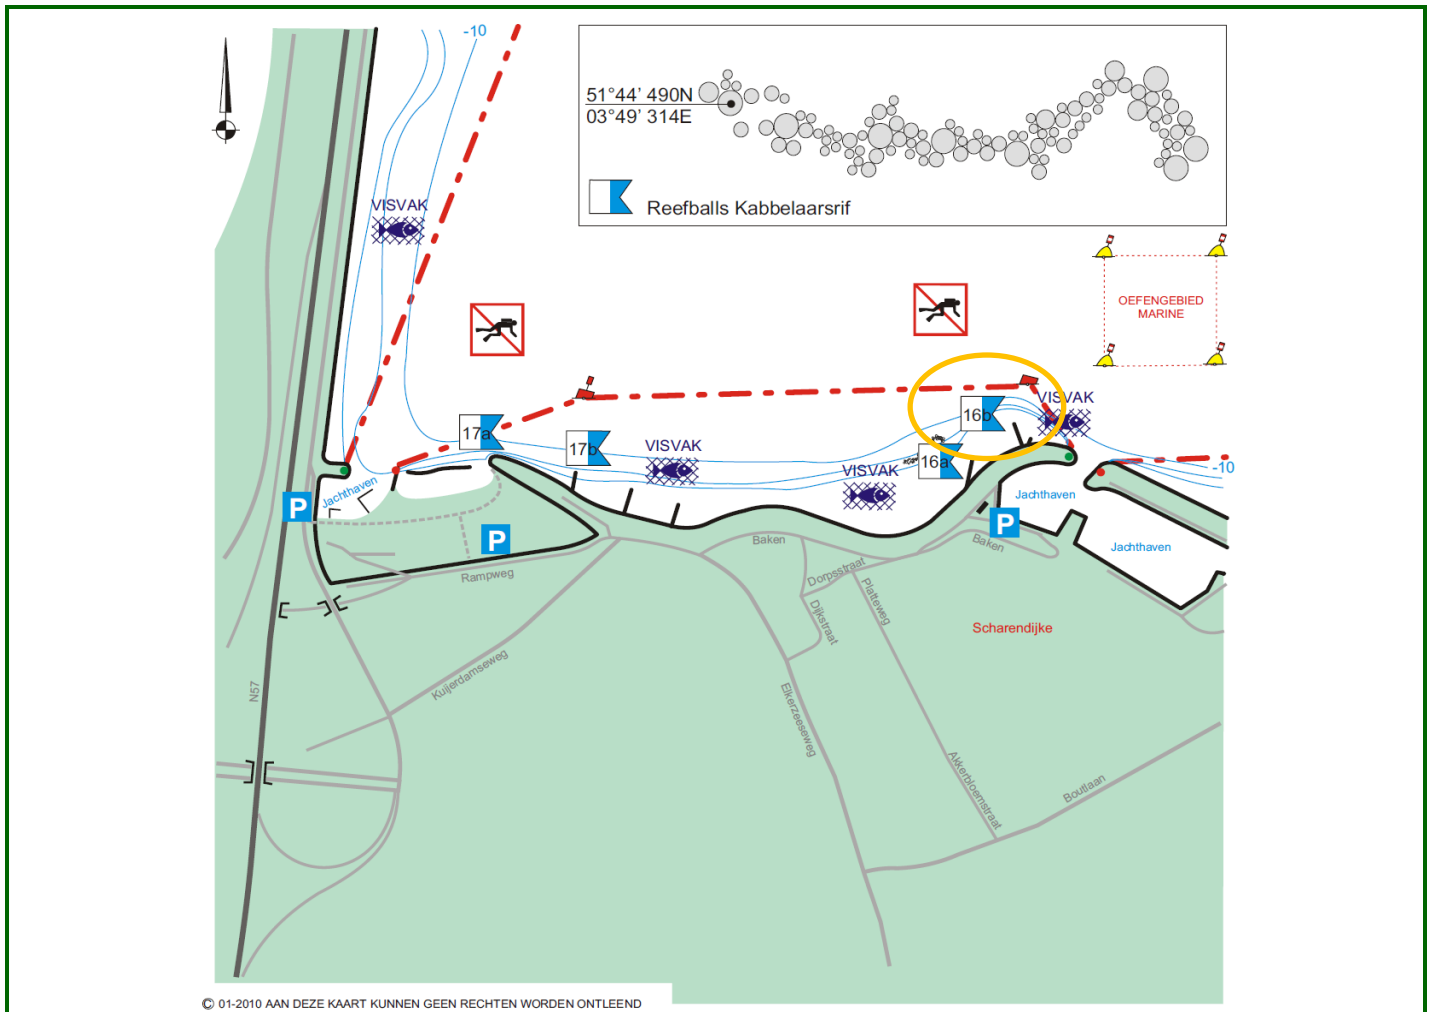 -10
51°44' 490N
03°49' 314E
Reefballs Kabbelaarsrif
VISVAK
OEFENGEBIED
MARINE
VISVAK
17a
17b
VISVAK
16b
16a
VISVAK
-10
Jachthaven
P
P
Jachthaven
P
Jachthaven
Baken
Baken
Rampweg
Dorpsstraat
Dijkstraat
Platteweg
Scharendijke
Kuijerdamseweg
N57
Elkerzeeseweg
Akkerbloemstraat
Boutlaan
© 01-2010 AAN DEZE KAART KUNNEN GEEN RECHTEN WORDEN ONTLEEND